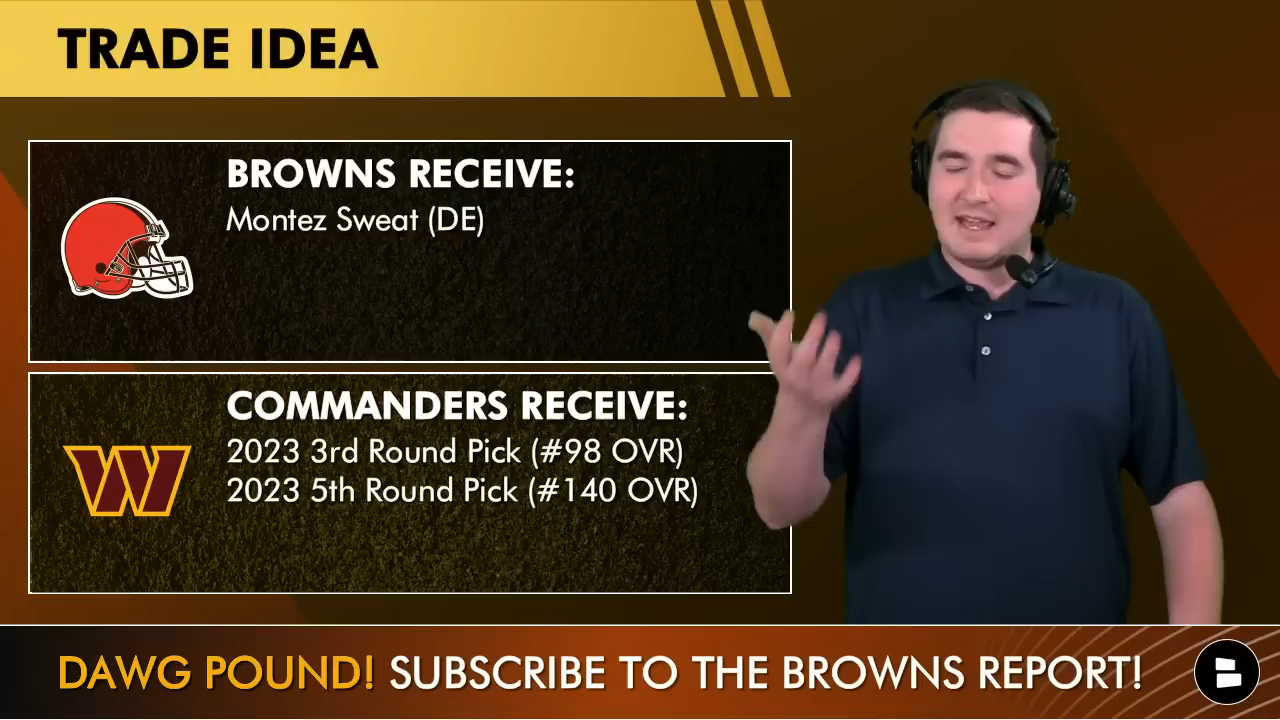 TRADE IDEA
BROWNS RECEIVE:
Montez Sweat (DE)
COMMANDERS RECEIVE:
2023 3rd Round Pick (#98 OVR)
2023 5th Round Pick (#140 OVR)
DAWG POUND! SUBSCRIBE TO THE BROWNS REPORT!